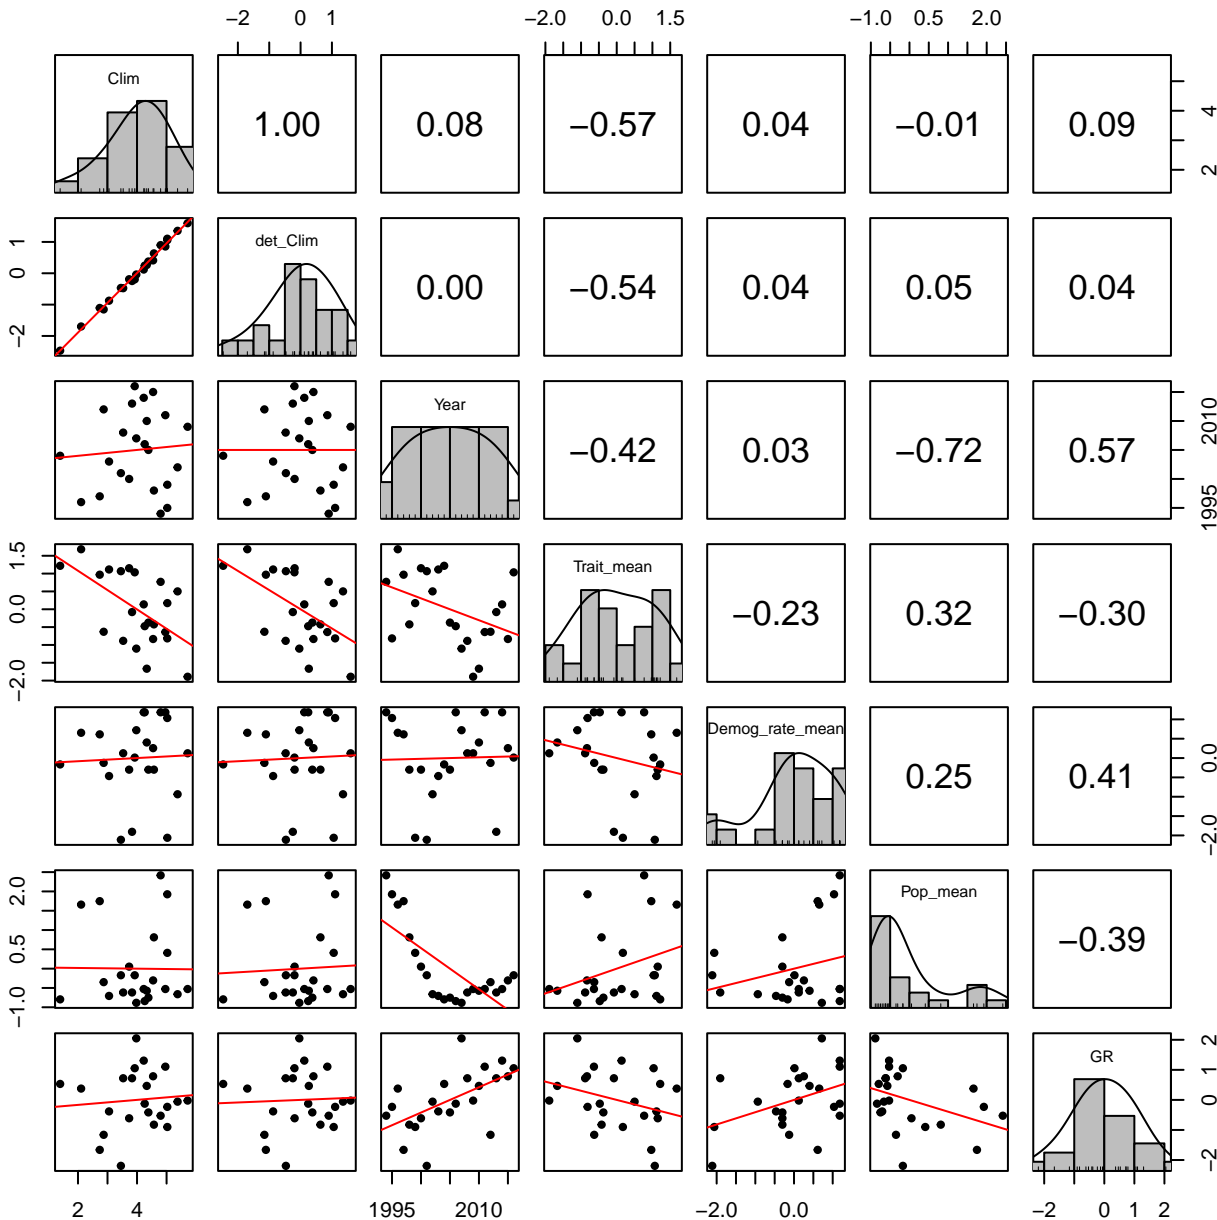 −2 0 1 −2.0 0.0 1.5 −1.0 0.5 2.0
Clim 1.00 0.08 −0.57 0.04 −0.01 0.09 2 4
−2 0 1 det_Clim 0.00 −0.54 0.04 0.05 0.04
Year −0.42 0.03 −0.72 0.57 1995 2010
−2.0 0.0 1.5 Trait_mean −0.23 0.32 −0.30
Demog_rate_mean 0.25 0.41 −2.0 0.0
−1.0 0.5 2.0 Pop_mean −0.39
GR −2 0 1 2
2 4 1995 2010 −2.0 0.0 −2 0 1 2